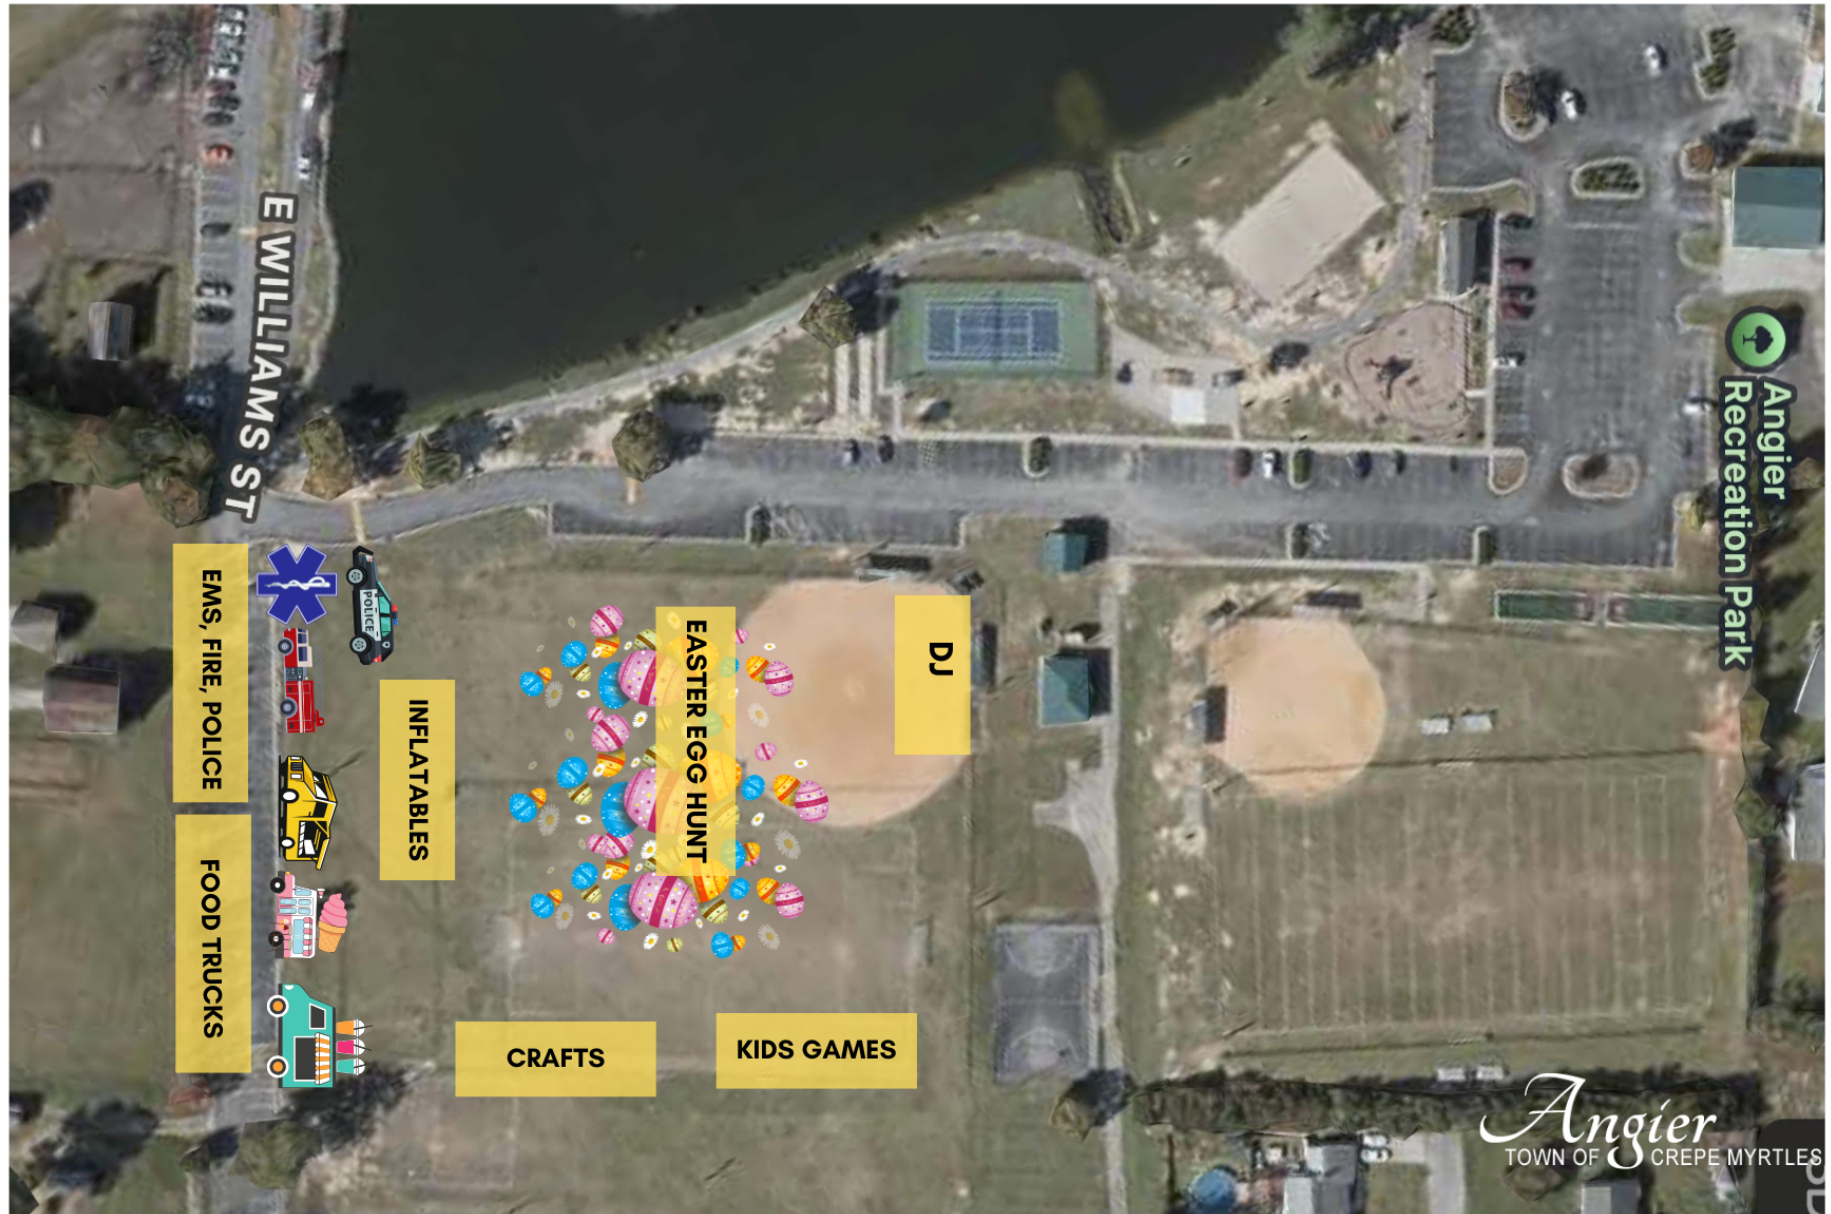 E WILLIAMS ST
Angier
Recreation Park
EMS, FIRE, POLICE
POLICE
FOOD TRUCKS
INFLATABLES
EASTER EGG HUNT
DJ
CRAFTS
KIDS GAMES
Angier
TOWN OF CREPE MYRTLES